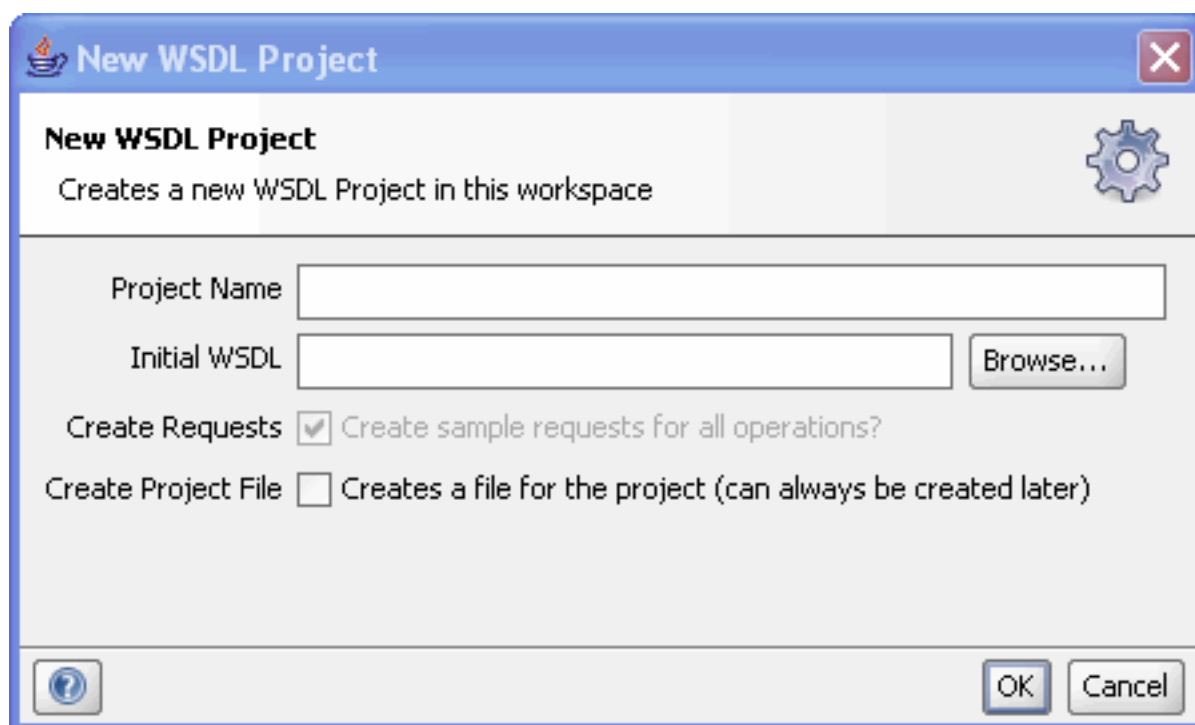 New WSDL Project
New WSDL Project
Creates a new WSDL Project in this workspace
Project Name
Initial WSDL Browse...
Create Requests Create sample requests for all operations?
Create Project File Creates a file for the project (can always be created later)
? OK Cancel